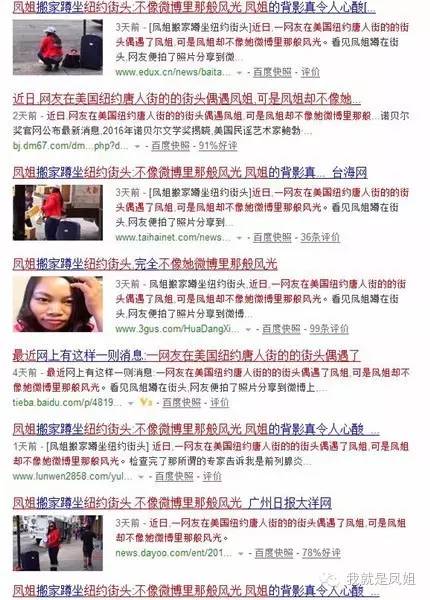 凤姐搬家蹲坐纽约街头,不像微博里那般风光 凤姐的背影真令人心酸[...
3天前 - [凤姐搬家蹲坐纽约街头]近日,一网友在美国纽约唐人街的的街
头偶遇了凤姐,可是凤姐却不像她微博里那般风光。看见凤姐蹲在街
头,网友便拍了照片分享到微...
www.edux.cn/news/baita... - 百度快照 - 评价
近日,网友在美国纽约唐人街的的街头偶遇凤姐,可是凤姐却不像她...
2天前 - 近日,一网友在美国纽约唐人街的的街头偶遇了凤姐,可是凤姐却不像她微博里那般...诺贝尔
奖官网公布最新消息,2016年诺贝尔文学奖揭晓,美国民谣艺术家鲍勃·...
bj.dm67.com/dm...php?d... - 百度快照 - 91%好评
凤姐搬家蹲坐纽约街头:不像微博里那般风光 凤姐的背影真... 台海网
3天前 - [凤姐搬家蹲坐纽约街头]近日,一网友在美国纽约唐人街的的街
头偶遇了凤姐,可是凤姐却不像她微博里那般风光。看见凤姐蹲在街
头,网友便拍了照片分享到微...
www.taihainet.com/news... - 百度快照 - 36条评价
凤姐搬家蹲坐纽约街头,完全不像她微博里那般风光
3天前 - 凤姐搬家蹲坐纽约街头,近日,一网友在美国纽约唐人街的的街
头偶遇了凤姐,可是凤姐却不像她微博里那般风光。看见凤姐蹲在街
头,网友便拍了照片分享到微...
www.3gus.com/HuaDangXi... - 百度快照 - 99条评价
最近网上有这样一则消息:一网友在美国纽约唐人街的的街头偶遇了
4天前 - 最近网上有这样一则消息:一网友在美国纽约唐人街的的街头偶遇了凤姐,可是凤姐却不
像她微博里那般风光。看见凤姐蹲在街头,网友便拍了照片分享到微博上,...
tieba.baidu.com/p/4819... - 百度快照 - 评价
凤姐搬家蹲坐纽约街头:不像微博里那般风光,凤姐的背影真令人心酸 ...
1天前 - [凤姐搬家蹲坐纽约街头] 近日,一网友在美国纽约唐人街的的街头偶遇了凤姐,可是凤姐
却不像她微博里那般风光。检查完了那所谓的专家告诉我是前列腺炎...
www.lunwen2858.com/yul... - 百度快照 - 评价
凤姐搬家蹲坐纽约街头:不像微博里那般风光 广州日报大洋网
3天前 - 近日,一网友在美国纽约唐人街的的街头偶遇了凤姐,可是凤姐
却不像她微博里那般风光。
news.dayoo.com/ent/201... - 百度快照 - 78%好评
凤姐搬家蹲坐纽约街头:不像微博里那般风光 凤姐的背影真令人心酸 ...
我就是凤姐